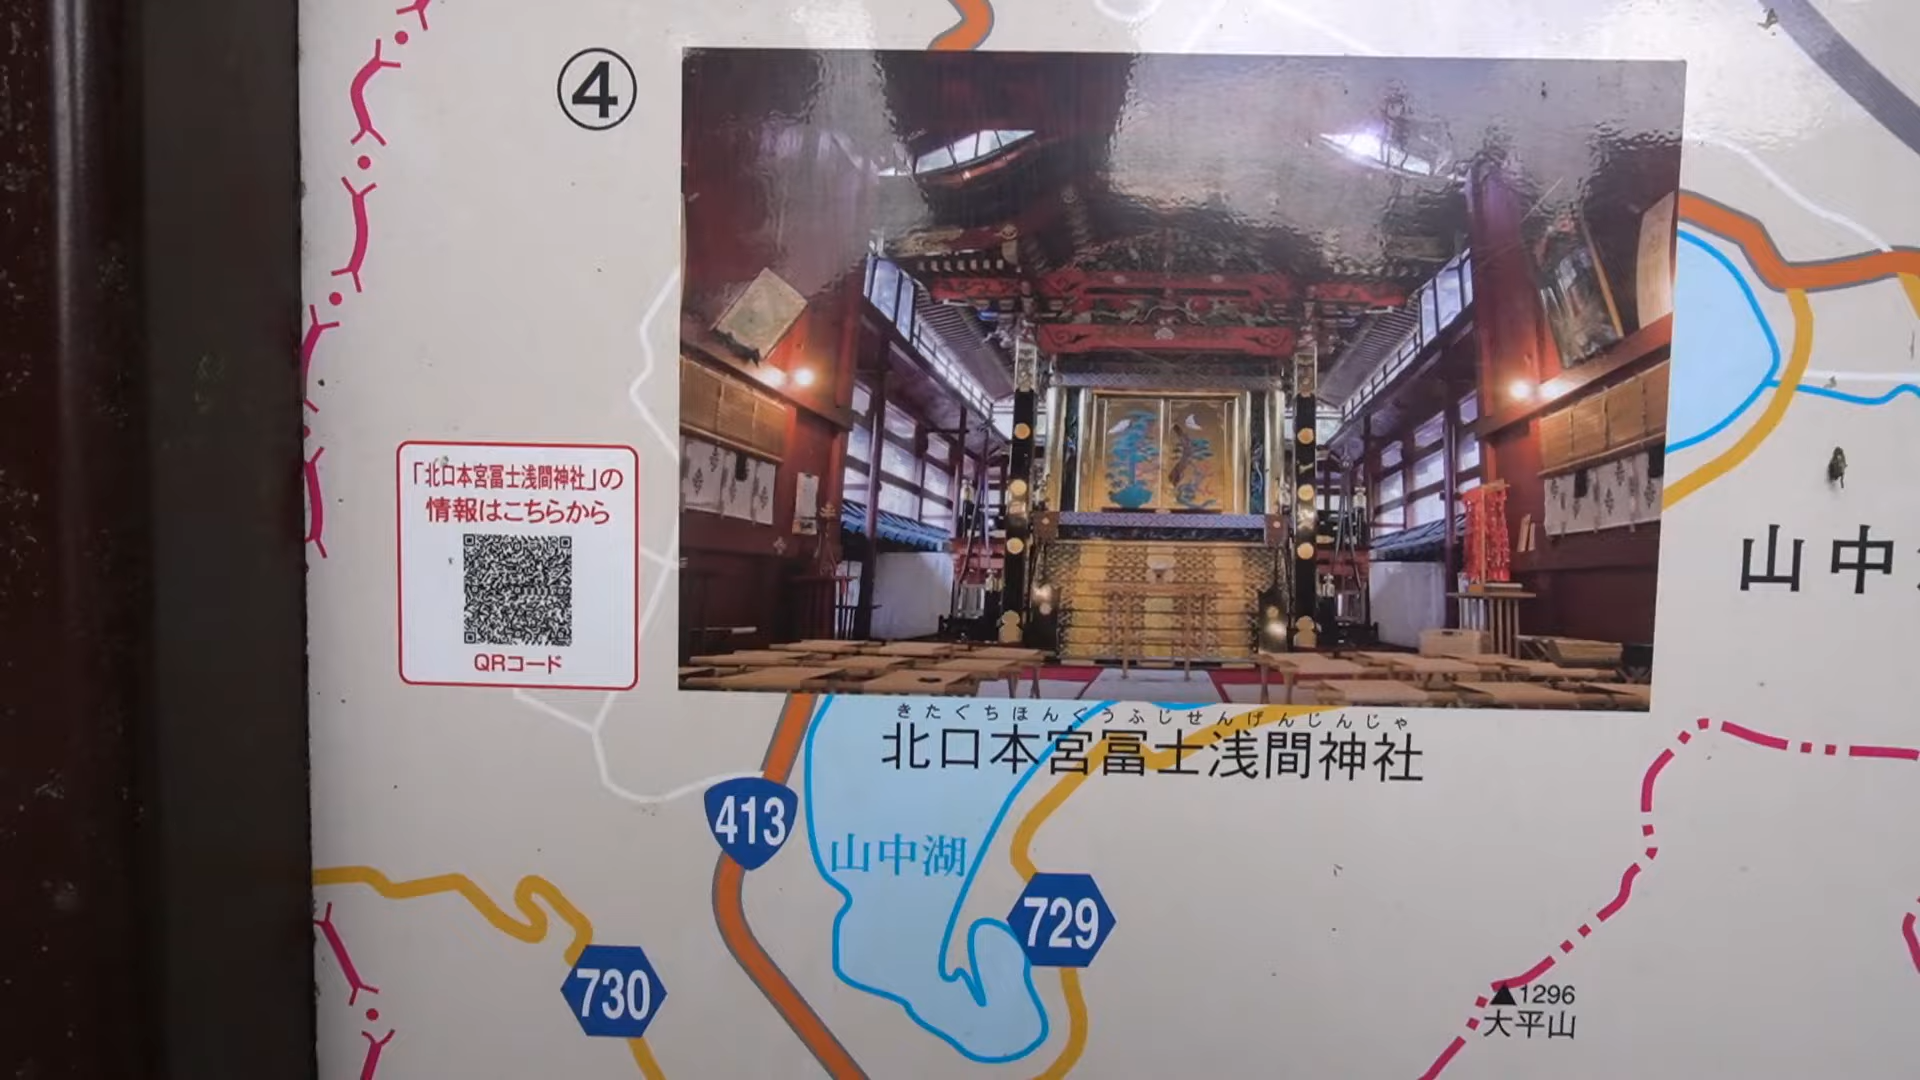 ④
「北口本宮冨士浅間神社」の
情報はこちらから
QRコード
きたぐちほんぐうふじせんげんじんじゃ
北口本宮冨士浅間神社
山中
413
山中湖
729
730
▲1296
大平山